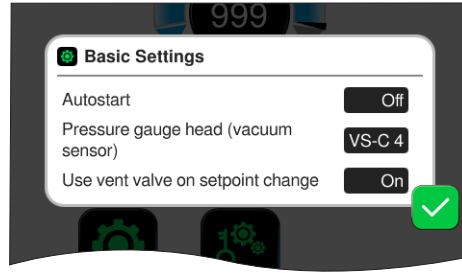 999
Basic Settings
Autostart Off
Pressure gauge head (vacuum
sensor) VS-C 4
Use vent valve on setpoint change On